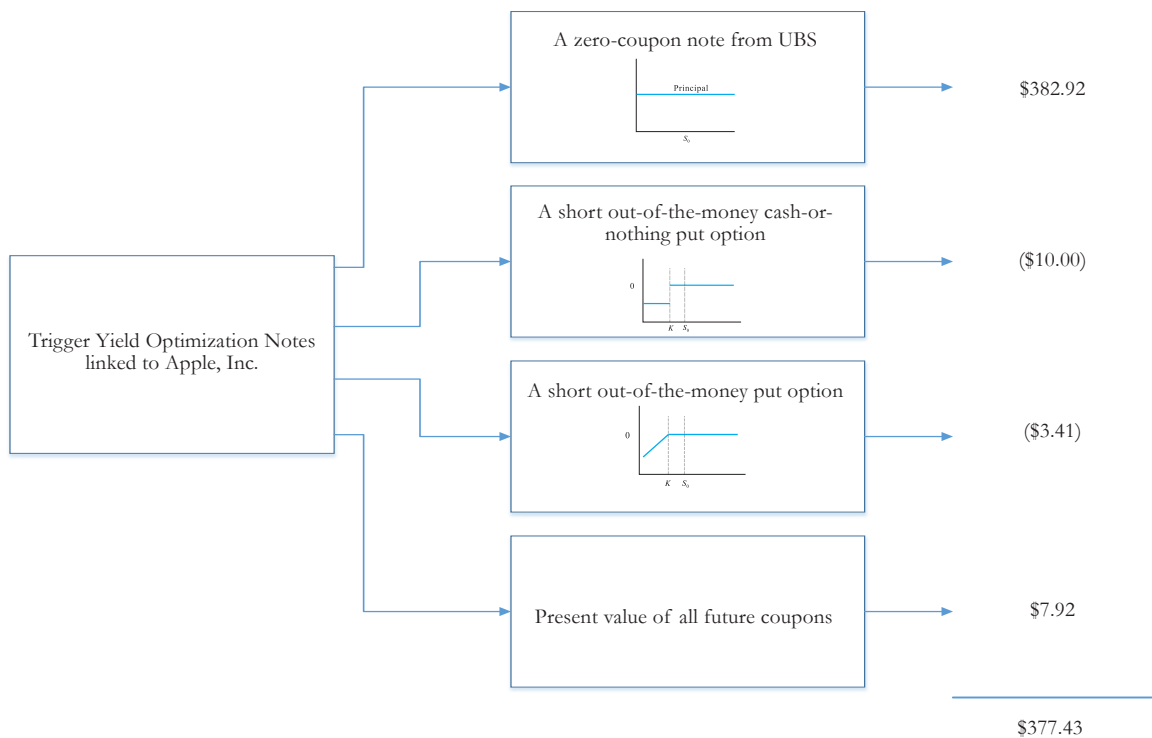 A zero-coupon note from UBS
Principal
S₀
$382.92
A short out-of-the-money cash-or-
nothing put option
0
K
S₀
($10.00)
Trigger Yield Optimization Notes
linked to Apple, Inc.
A short out-of-the-money put option
0
K
S₀
($3.41)
Present value of all future coupons
$7.92
$377.43